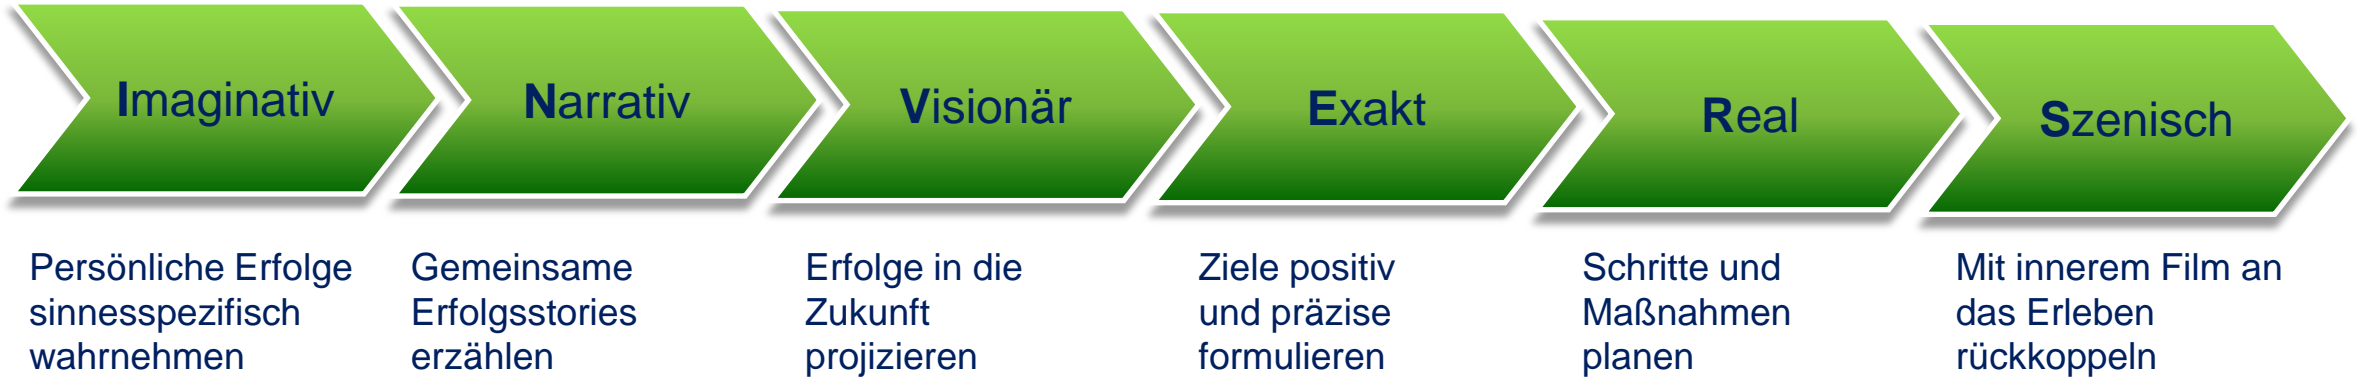 Imaginativ
Narrativ
Visionär
Exakt
Real
Szenisch
Persönliche Erfolge
sinnesspezifisch
wahrnehmen
Gemeinsame
Erfolgsstories
erzählen
Erfolge in die
Zukunft
projizieren
Ziele positiv
und präzise
formulieren
Schritte und
Maßnahmen
planen
Mit innerem Film an
das Erleben
rückkoppeln